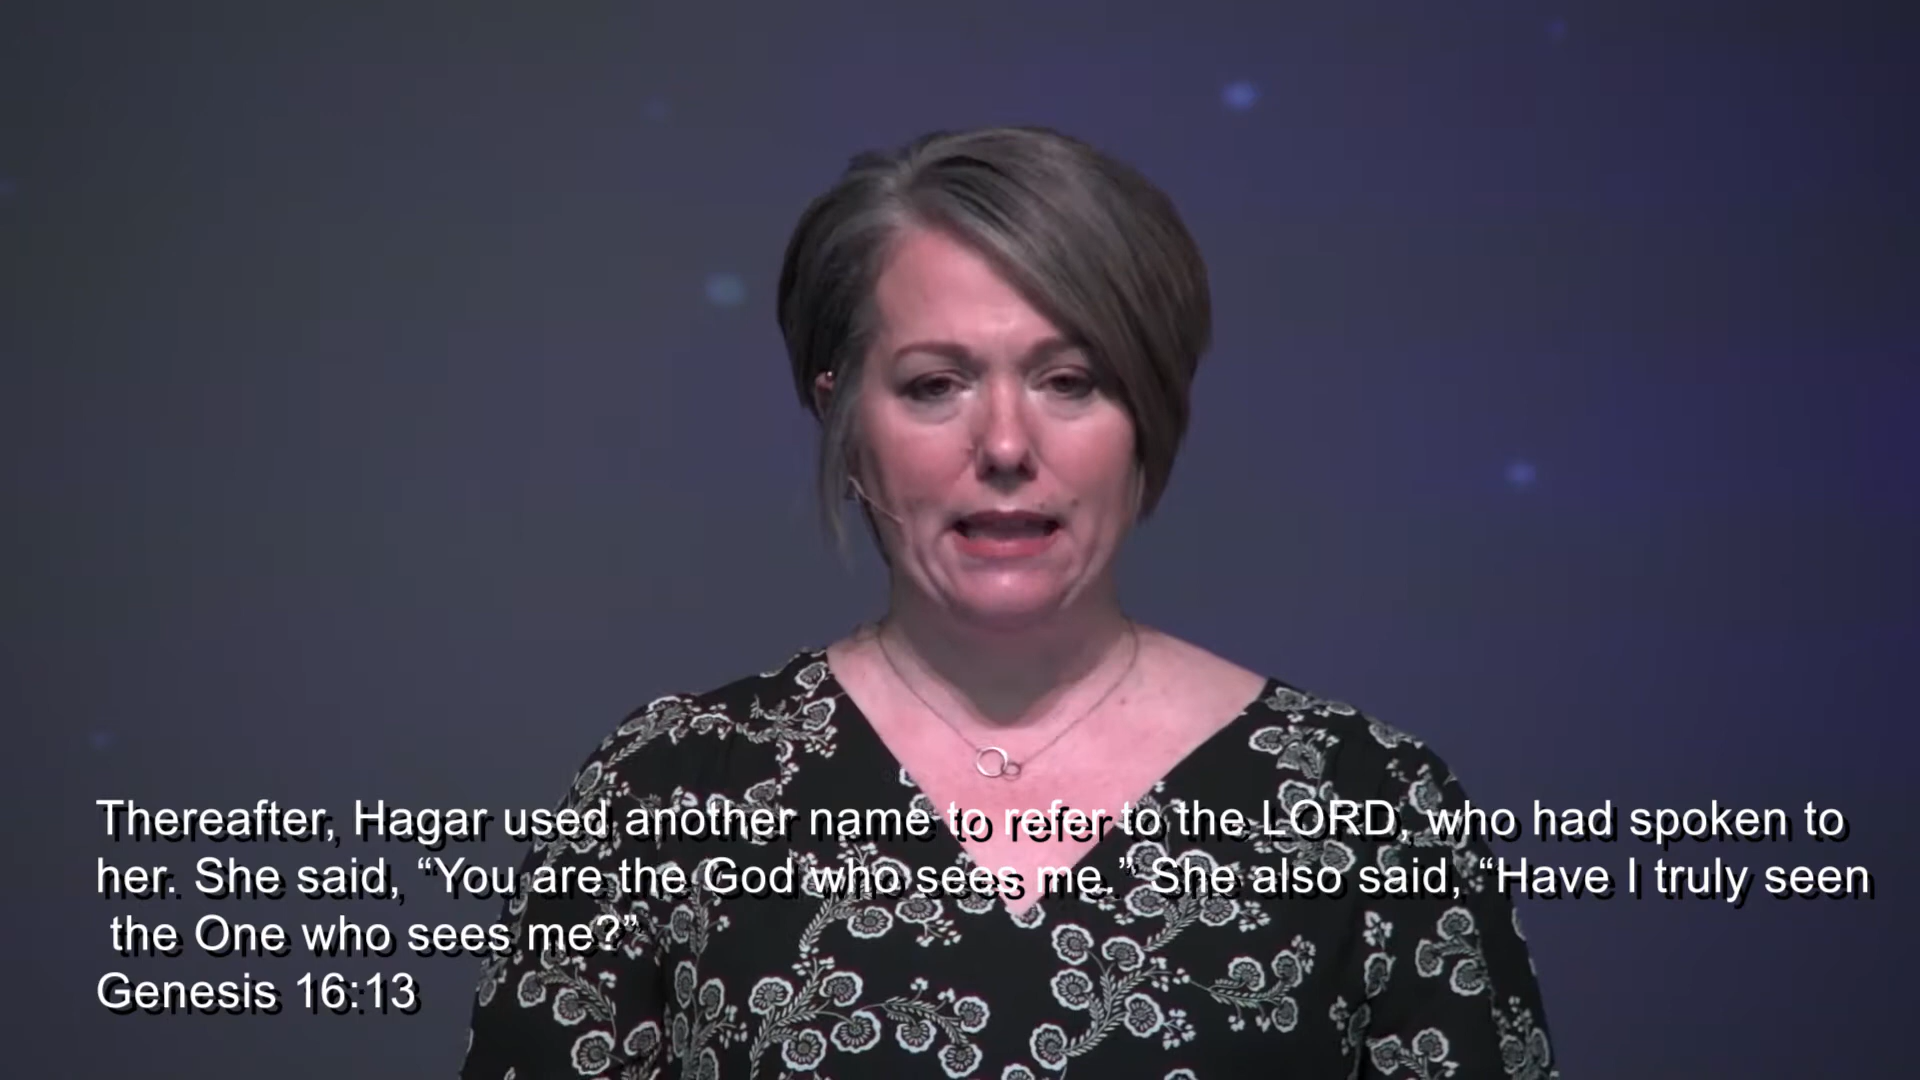 Thereafter, Hagar used another name to refer to the LORD, who had spoken to
her. She said, “You are the God who sees me.” She also said, “Have I truly seen
the One who sees me?”
Genesis 16:13